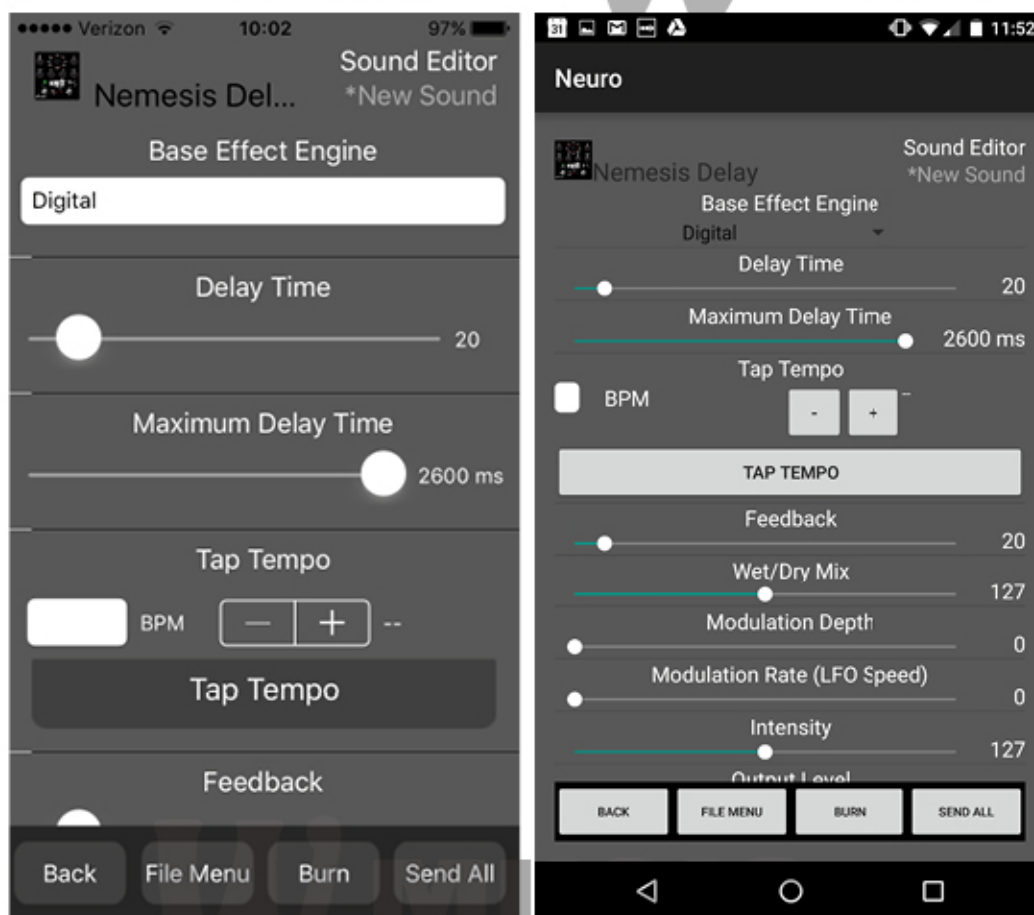 Verizon 10:02 97%
Sound Editor
Nemesis Del... *New Sound
Base Effect Engine
Digital
Delay Time
20
Maximum Delay Time
2600 ms
Tap Tempo
BPM — + --
Tap Tempo
Feedback
Back File Menu Burn Send All
31 11:52
Neuro
Sound Editor
Nemesis Delay *New Sound
Base Effect Engine
Digital
Delay Time
20
Maximum Delay Time
2600 ms
Tap Tempo
BPM - + --
TAP TEMPO
Feedback
20
Wet/Dry Mix
127
Modulation Depth
0
Modulation Rate (LFO Speed)
0
Intensity
127
Output Level
BACK FILE MENU BURN SEND ALL